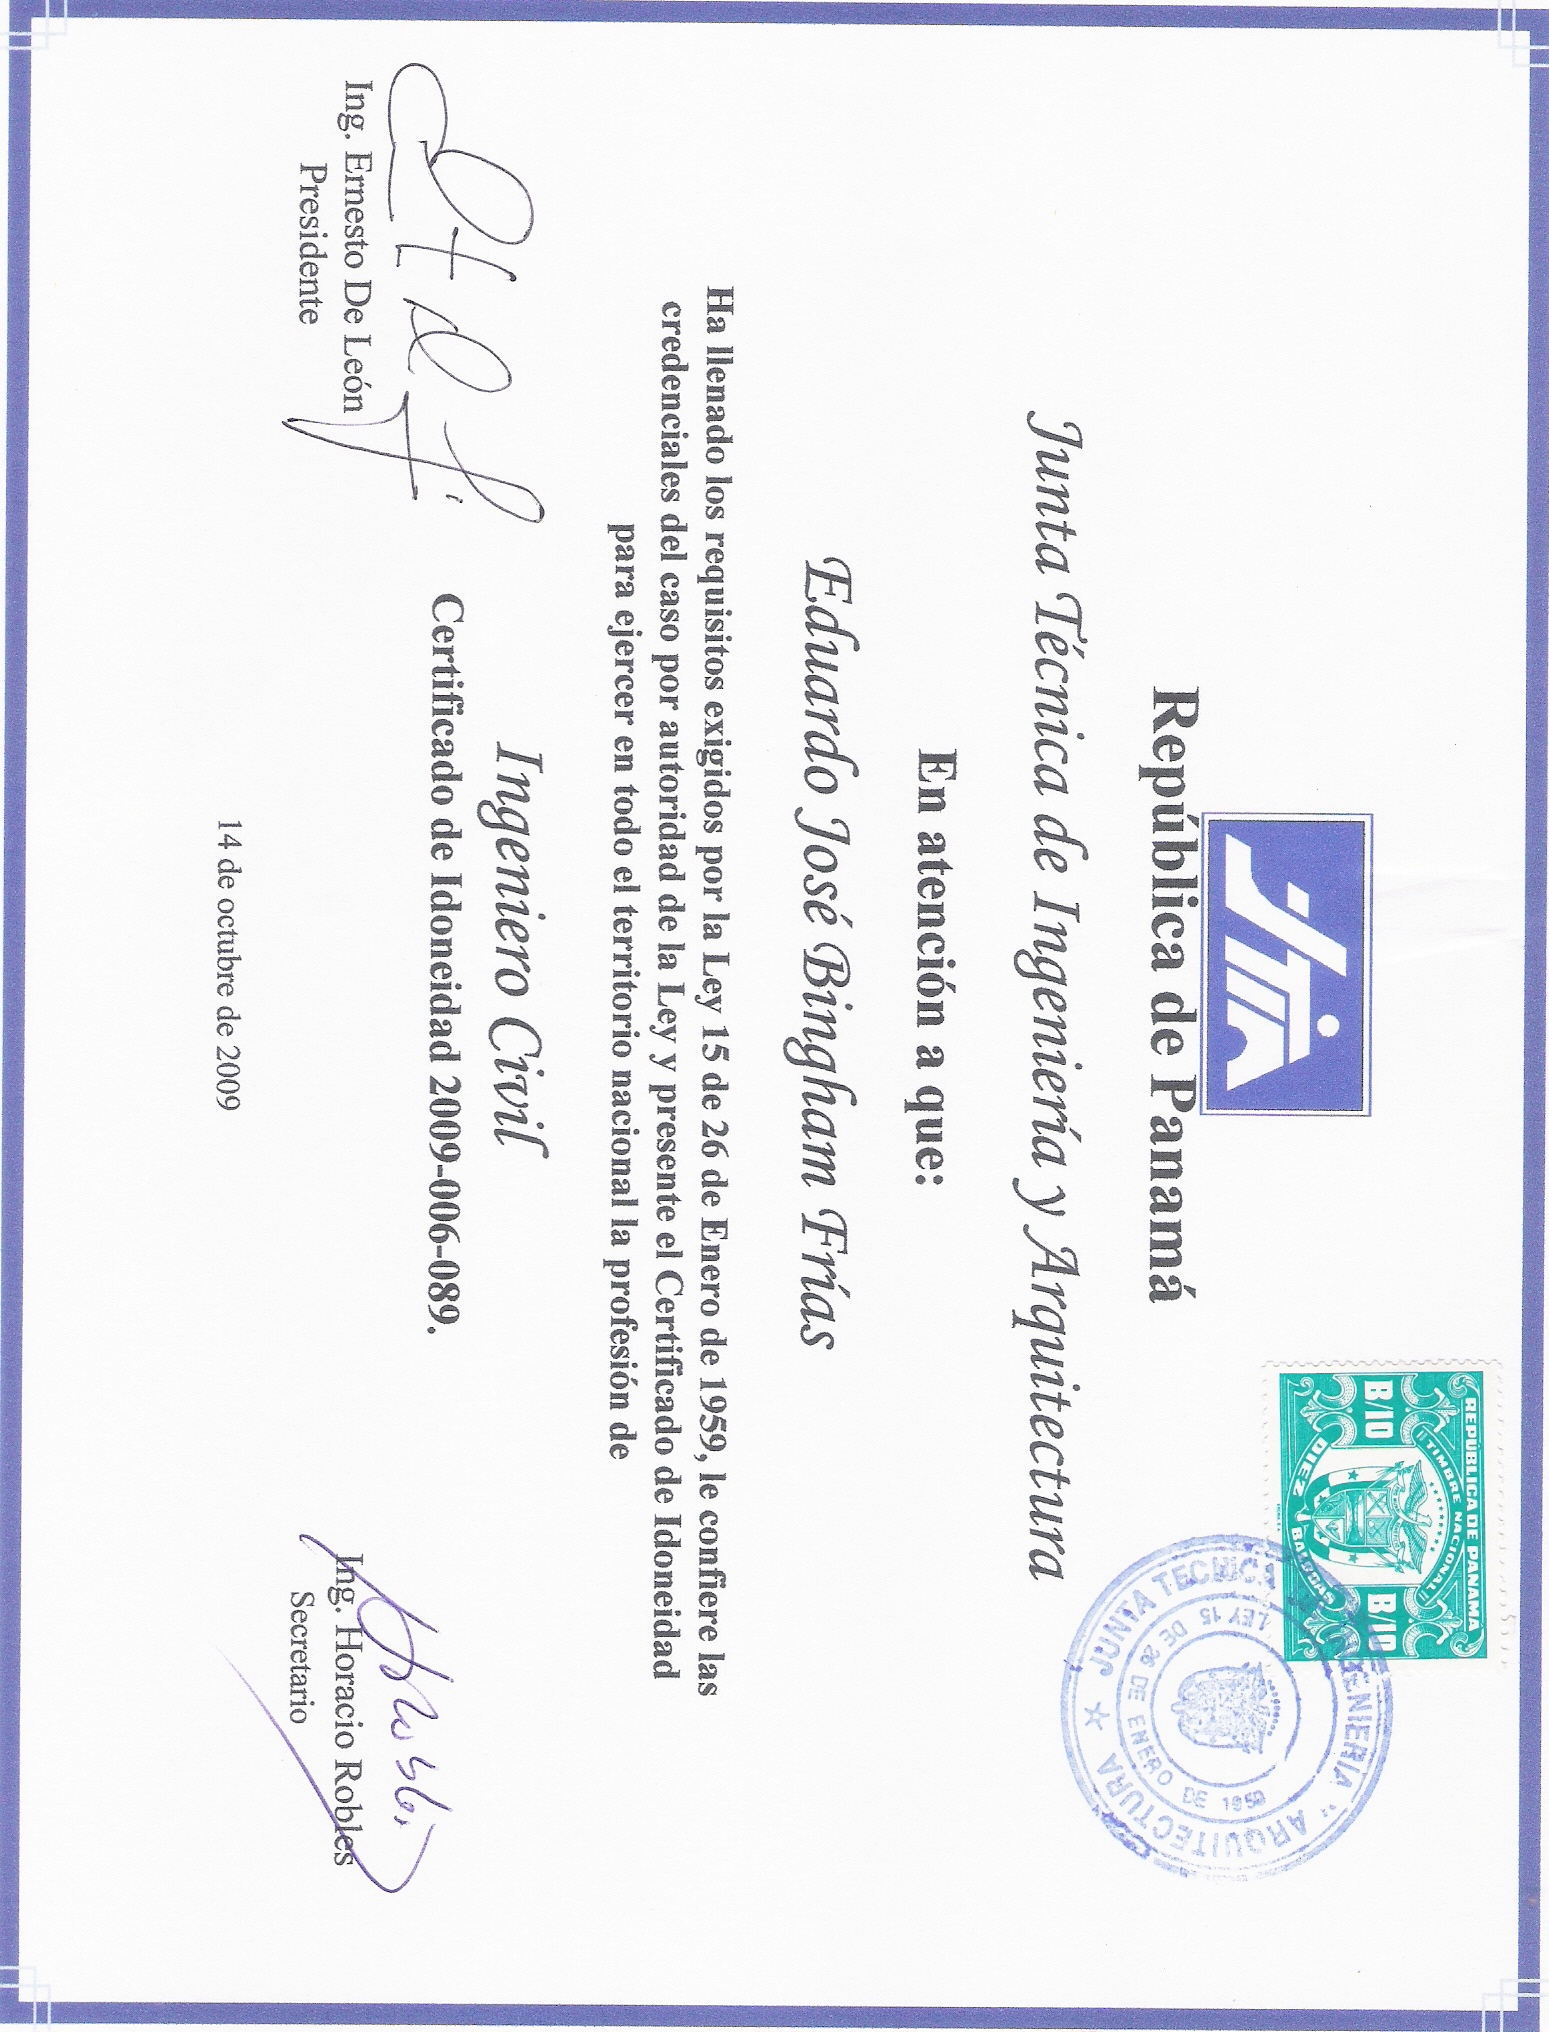 JTIA
República de Panamá
REPÚBLICA DE PANAMA
TIMBRE NACIONAL
B/10 B/10
DIEZ BALBOAS
Junta Técnica de Ingeniería y Arquitectura
JUNTA TECNICA INGENIERIA ARQUITECTURA
LEY 15 DE 26 DE ENERO DE 1959
En atención a que:
Eduardo José Bingham Frías
Ha llenado los requisitos exigidos por la Ley 15 de 26 de Enero de 1959, le confiere las
credenciales del caso por autoridad de la Ley y presente el Certificado de Idoneidad
para ejercer en todo el territorio nacional la profesión de
Ingeniero Civil
Certificado de Idoneidad 2009-006-089.
Ing. Ernesto De León
Presidente
Ing. Horacio Robles
Secretario
14 de octubre de 2009